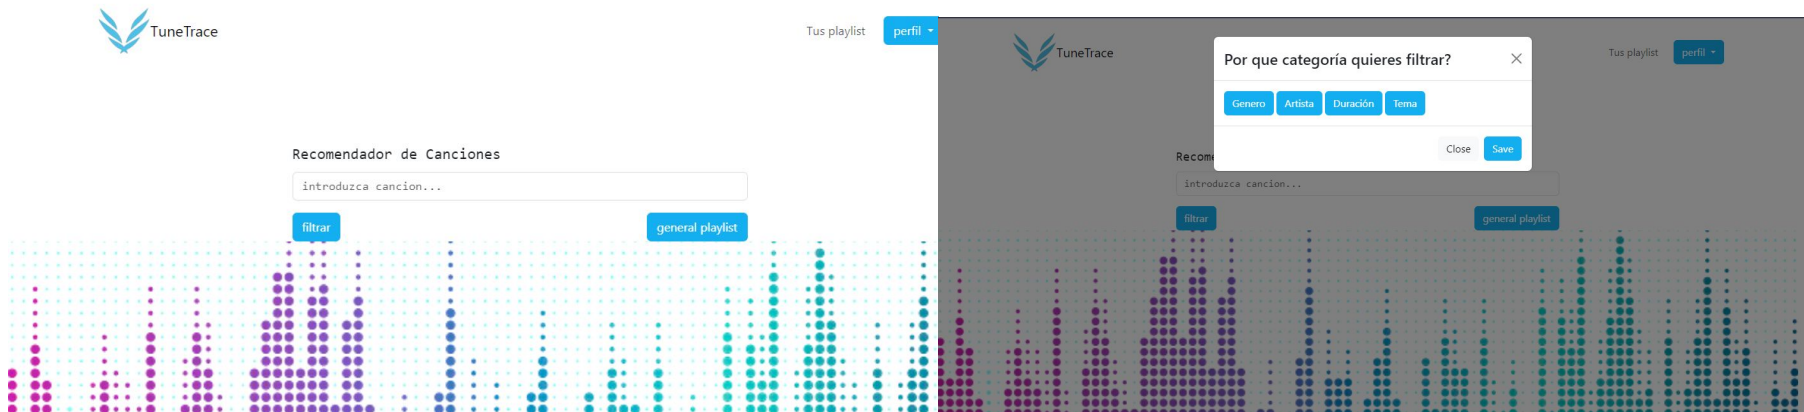 TuneTrace
Tus playlist
perfil
Recomendador de Canciones
introduzca cancion...
filtrar
general playlist
TuneTrace
Tus playlist
perfil
Por que categoría quieres filtrar?
Genero
Artista
Duración
Tema
Close
Save
Recome
introduzca cancion...
filtrar
general playlist